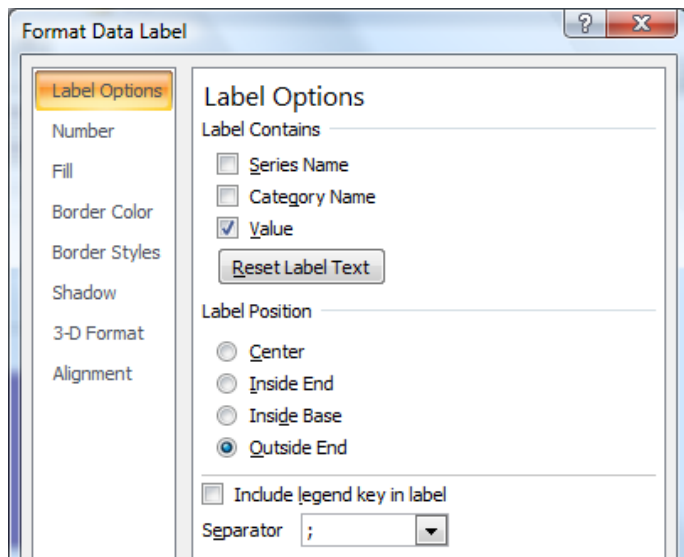 Format Data Label
Label Options
Number
Fill
Border Color
Border Styles
Shadow
3-D Format
Alignment
Label Options
Label Contains
Series Name
Category Name
Value
Reset Label Text
Label Position
Center
Inside End
Inside Base
Outside End
Include legend key in label
Separator ;